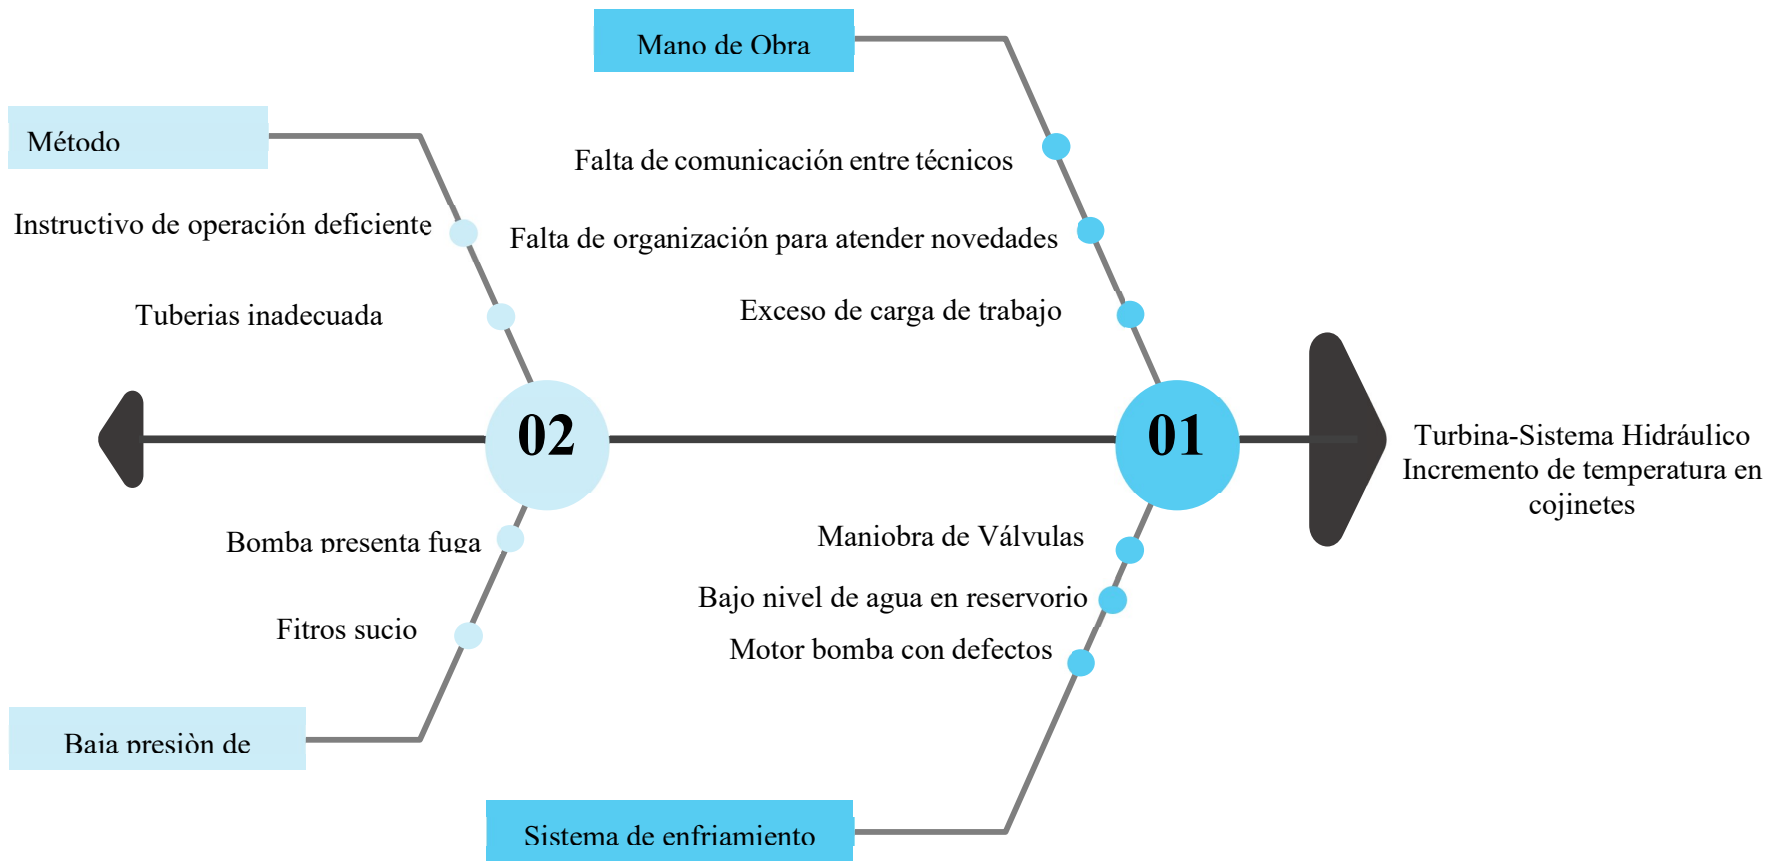 Mano de Obra
Método
Falta de comunicación entre técnicos
Instructivo de operación deficiente
Falta de organización para atender novedades
Tuberias inadecuada
Exceso de carga de trabajo
02
01
Turbina-Sistema Hidráulico
Incremento de temperatura en
cojinetes
Bomba presenta fuga
Maniobra de Válvulas
Bajo nivel de agua en reservorio
Fitros sucio
Motor bomba con defectos
Baja presiòn de
Sistema de enfriamiento